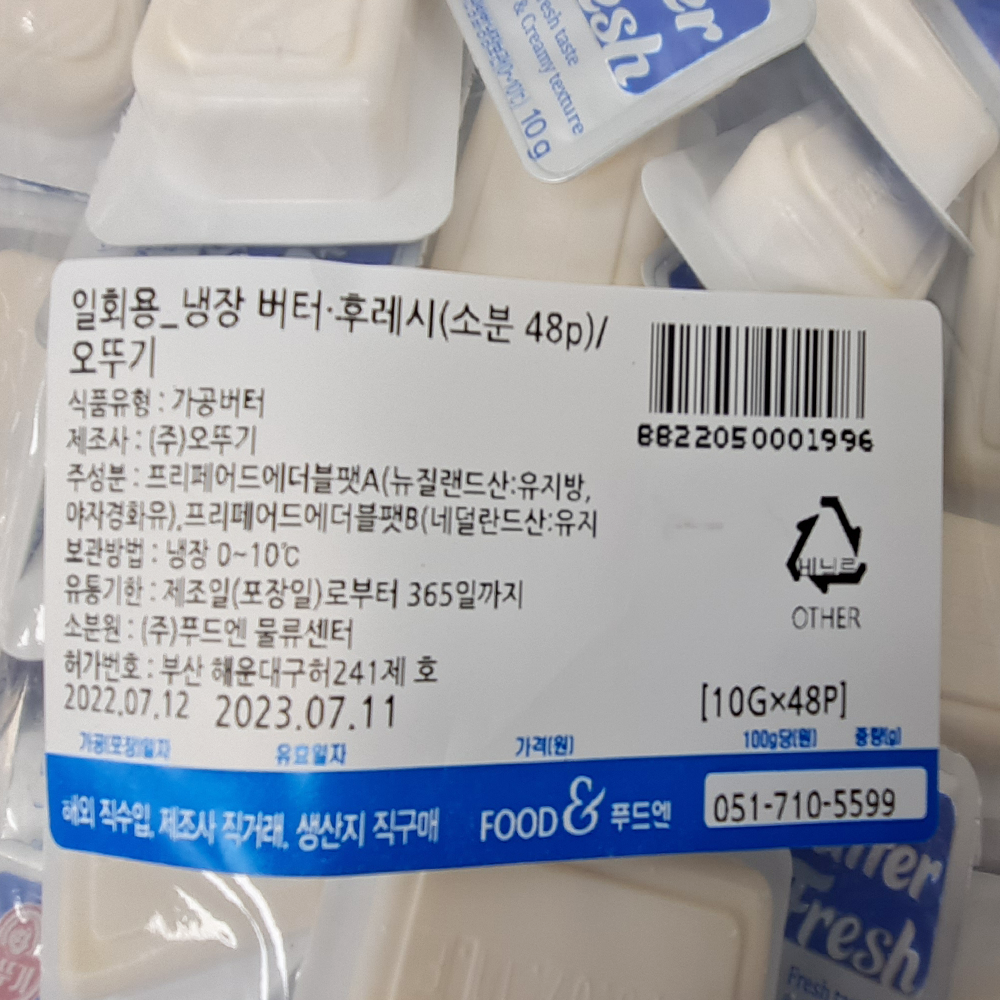 er
esh
esh taste
& Creamy texture
10g
일회용_냉장 버터·후레시(소분 48p)/
오뚜기
식품유형 : 가공버터
제조사 : (주)오뚜기
주성분 : 프리페어드에더블팻A(뉴질랜드산:유지방,
야자경화유),프리페어드에더블팻B(네덜란드산:유지
보관방법 : 냉장 0~10℃
유통기한 : 제조일(포장일)로부터 365일까지
소분원 : (주)푸드엔 물류센터
허가번호 : 부산 해운대구허241제 호
2022.07.12 2023.07.11
8822050001996
비닐류
OTHER
[10G×48P]
가공(포장)일자 유효일자 가격(원) 100g당(원) 중량(g)
해외 직수입, 제조사 직거래, 생산지 직구매
FOOD& 푸드엔
051-710-5599
Fresh